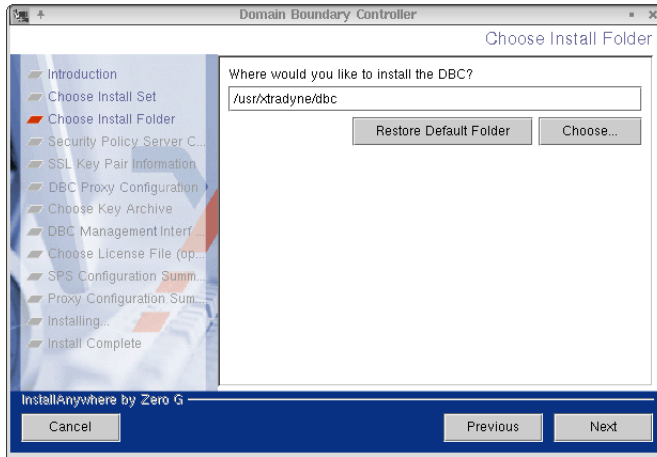 Domain Boundary Controller
Choose Install Folder
Introduction
Choose Install Set
Choose Install Folder
Security Policy Server C...
SSL Key Pair Information
DBC Proxy Configuration
Choose Key Archive
DBC Management Interf...
Choose License File (op...
SPS Configuration Summ...
Proxy Configuration Sum...
Installing...
Install Complete
Where would you like to install the DBC?
/usr/xtradyne/dbc
Restore Default Folder
Choose...
InstallAnywhere by Zero G
Cancel
Previous
Next